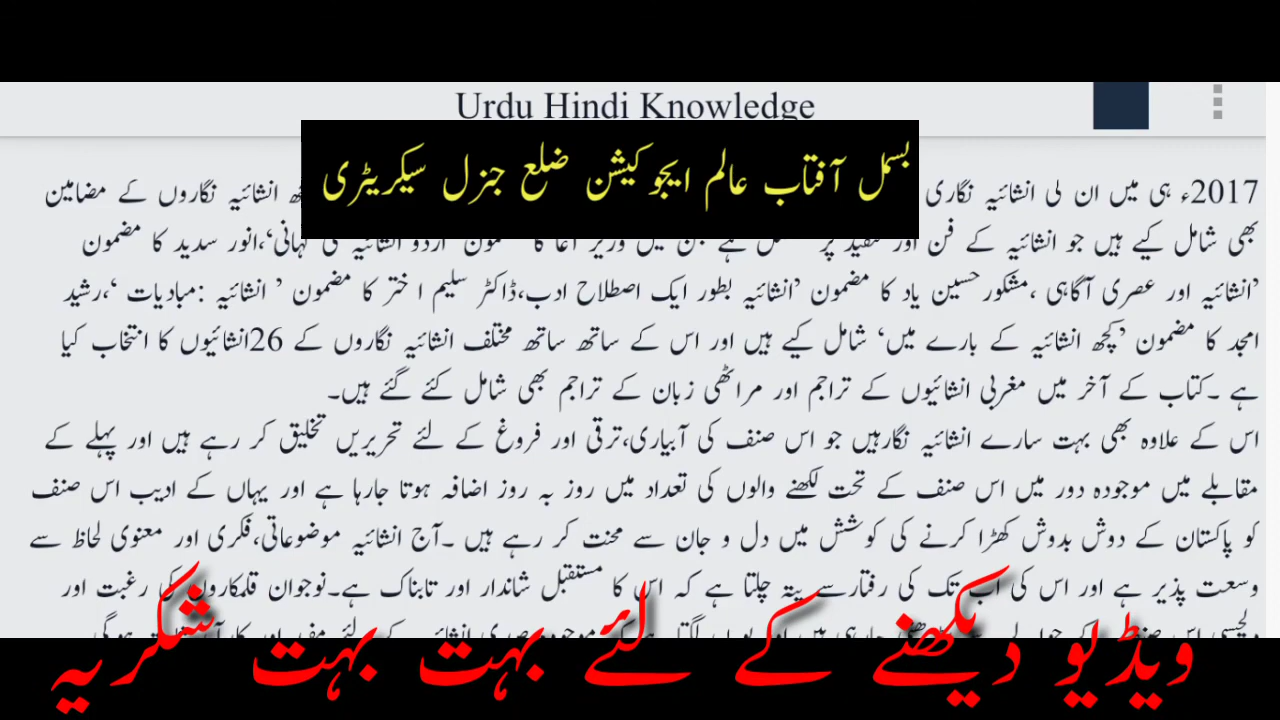 Urdu Hindi Knowledge
بسمل آفتاب عالم ایجوکیشن ضلع جنرل سیکریٹری
2017ء ہی میں ان لی انشائیہ نگاری انشائیہ نگاروں کے مضامین
بھی شامل کیے ہیں جو انشائیہ کے فن اور تنقید پر ہے جن میں وزیر آغا کا مضمون اردو انشائیہ کی کہانی‘،انور سدید کا مضمون
’انشائیہ اور عصری آگاہی ،مشکور حسین یاد کا مضمون ’انشائیہ بطور ایک اصطلاح ادب،ڈاکٹر سلیم ا ختر کا مضمون ’ انشائیہ :مبادیات ‘،رشید
امجد کا مضمون ’کچھ انشائیہ کے بارے میں‘ شامل کیے ہیں اور اس کے ساتھ ساتھ مختلف انشائیہ نگاروں کے 26انشائیوں کا انتخاب کیا
ہے ۔کتاب کے آخر میں مغربی انشائیوں کے تراجم اور مراٹھی زبان کے تراجم بھی شامل کئے گئے ہیں۔
اس کے علاوہ بھی بہت سارے انشائیہ نگارہیں جو اس صنف کی آبیاری،ترقی اور فروغ کے لئے تحریریں تخلیق کر رہے ہیں اور پہلے کے
مقابلے میں موجودہ دور میں اس صنف کے تحت لکھنے والوں کی تعداد میں روز بہ روز اضافہ ہوتا جارہا ہے اور یہاں کے ادیب اس صنف
کو پاکستان کے دوش بدوش کھڑا کرنے کی کوشش میں دل و جان سے محنت کر رہے ہیں ۔آج انشائیہ موضوعاتی،فکری اور معنوی لحاظ سے
وسعت پذیر ہے اور اس کی اب تک کی رفتارسے پتہ چلتا ہے کہ اس کا مستقبل شاندار اور تابناک ہے۔نوجوان قلمکاروں کی رغبت اور
ویڈیو دیکھنے کے لئے بہت بہت شکریہ